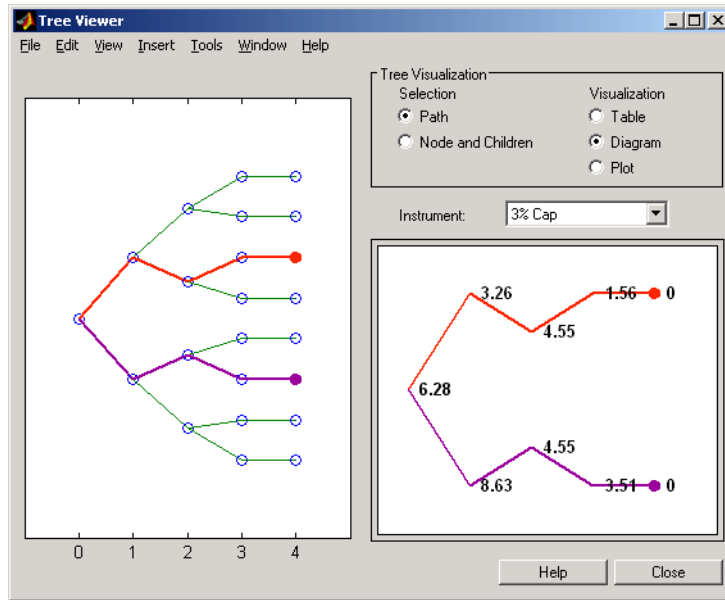 Tree Viewer
File Edit View Insert Tools Window Help
Tree Visualization
Selection
Visualization
Path
Table
Node and Children
Diagram
Plot
Instrument:
3% Cap
3.26
1.56
0
4.55
6.28
4.55
8.63
3.51
0
0 1 2 3 4
Help
Close